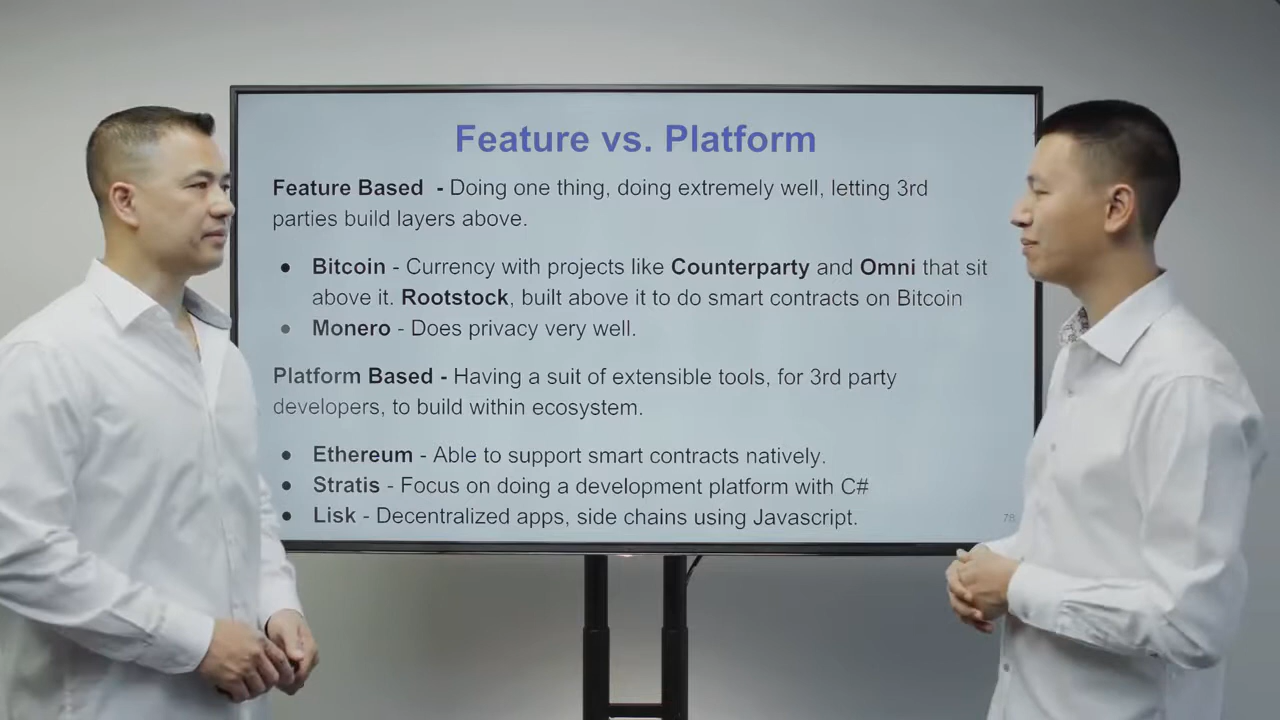 Feature vs. Platform
Feature Based - Doing one thing, doing extremely well, letting 3rd
parties build layers above.
● Bitcoin - Currency with projects like Counterparty and Omni that sit
above it. Rootstock, built above it to do smart contracts on Bitcoin
● Monero - Does privacy very well.
Platform Based - Having a suit of extensible tools, for 3rd party
developers, to build within ecosystem.
● Ethereum - Able to support smart contracts natively.
● Stratis - Focus on doing a development platform with C#
● Lisk - Decentralized apps, side chains using Javascript.
78